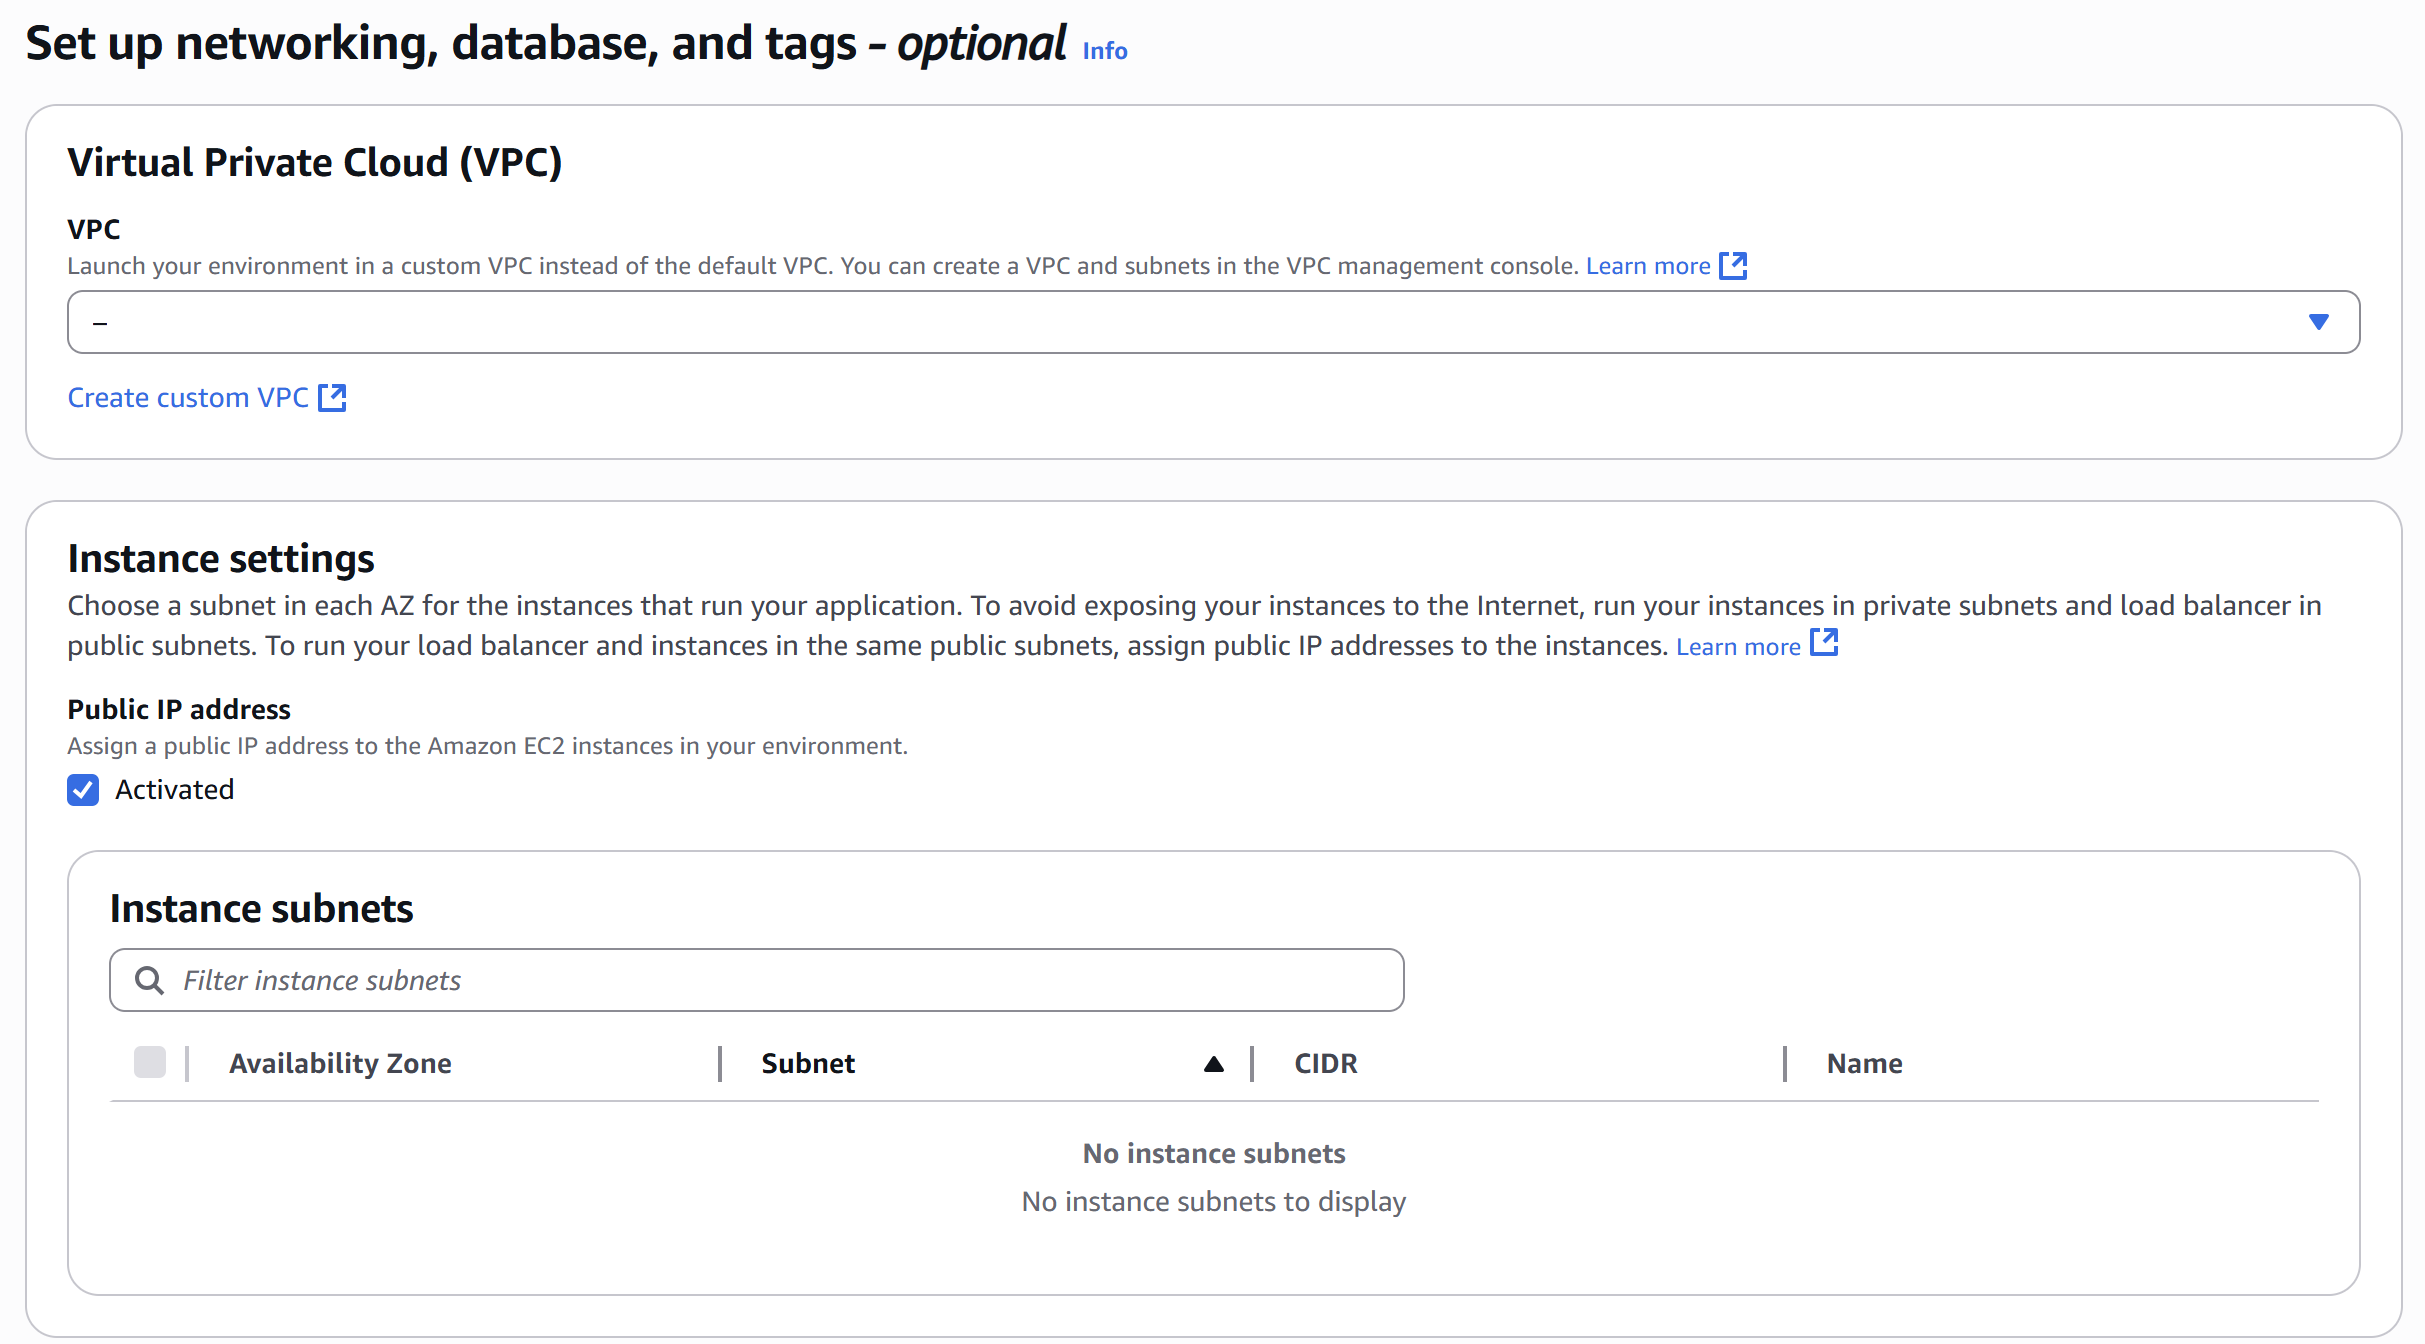 Set up networking, database, and tags - optional Info
Virtual Private Cloud (VPC)
VPC
Launch your environment in a custom VPC instead of the default VPC. You can create a VPC and subnets in the VPC management console. Learn more
–
Create custom VPC
Instance settings
Choose a subnet in each AZ for the instances that run your application. To avoid exposing your instances to the Internet, run your instances in private subnets and load balancer in
public subnets. To run your load balancer and instances in the same public subnets, assign public IP addresses to the instances. Learn more
Public IP address
Assign a public IP address to the Amazon EC2 instances in your environment.
Activated
Instance subnets
Filter instance subnets
Availability Zone Subnet CIDR Name
No instance subnets
No instance subnets to display